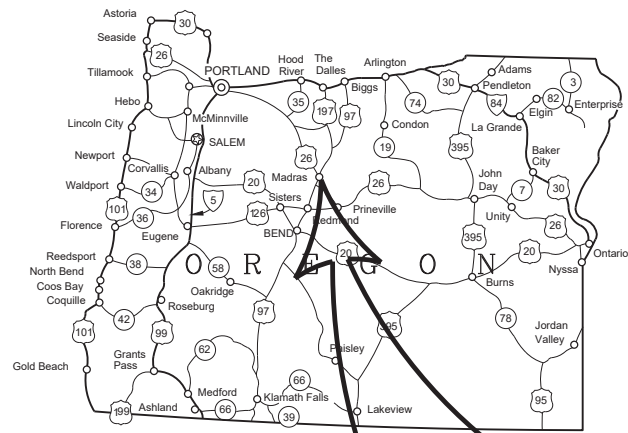 Astoria
30
Seaside
26
Tillamook
PORTLAND
Hood
River
The
Dalles
Arlington
Biggs
30
Adams
Pendleton
3
35
197
97
74
84
82
Enterprise
Hebo
McMinnville
Elgin
Lincoln City
SALEM
Condon
La Grande
19
395
Baker
City
Newport
Corvallis
Albany
26
Madras
John
Day
Waldport
34
20
Sisters
26
Prineville
7
30
101
5
126
Redmond
Unity
36
26
Florence
Eugene
BEND
395
20
20
Ontario
Reedsport
OREGON
Nyssa
North Bend
38
58
Coos Bay
Oakridge
Burns
Coquille
Roseburg
97
78
42
395
101
99
Jordan
Valley
62
Paisley
Grants
Pass
Gold Beach
66
Medford
Klamath Falls
95
199
Ashland
66
39
Lakeview